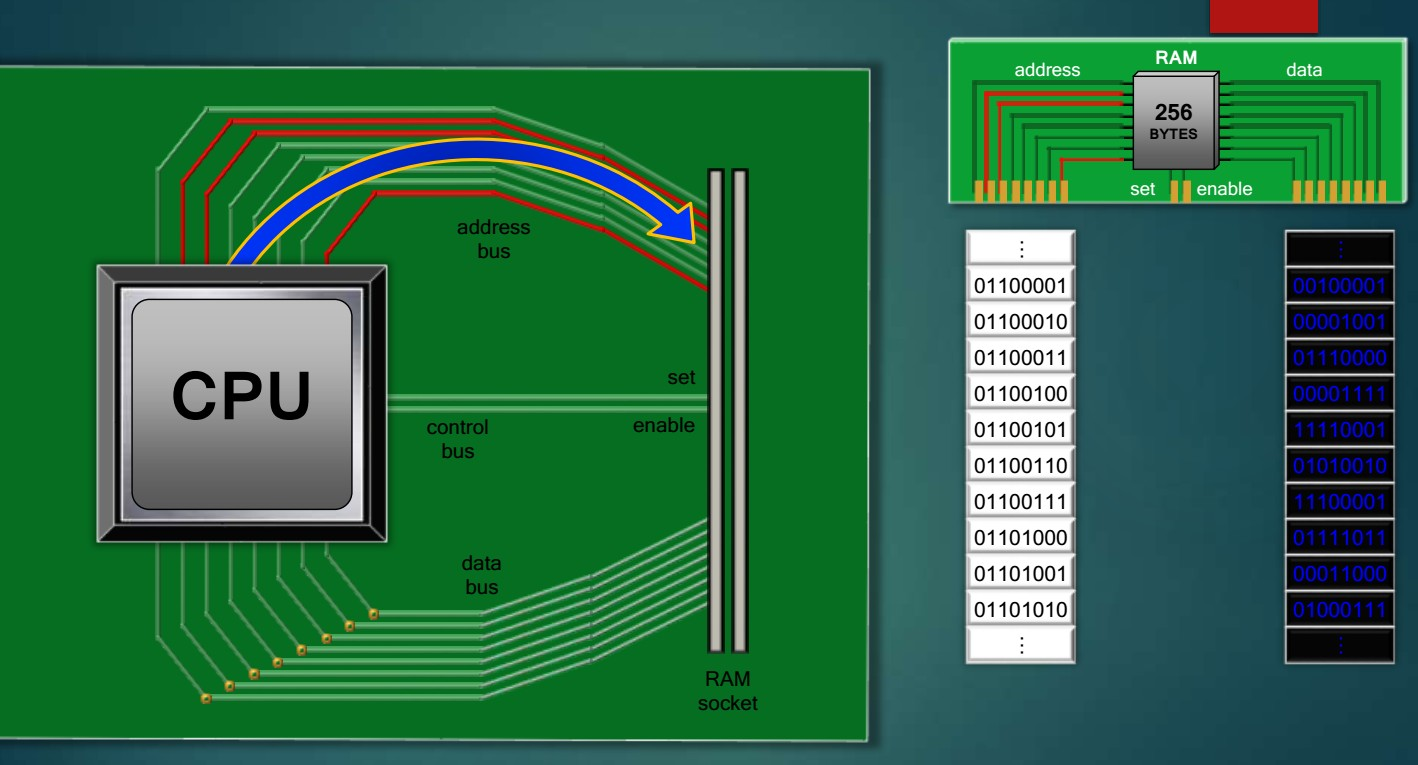 CPU
address
bus
set
control
bus
enable
data
bus
RAM
socket
RAM
address
data
256
BYTES
set
enable
⋮
01100001
01100010
01100011
01100100
01100101
01100110
01100111
01101000
01101001
01101010
⋮
⋮
00100001
00001001
01110000
00001111
11110001
01010010
11100001
01111011
00011000
01000111
⋮